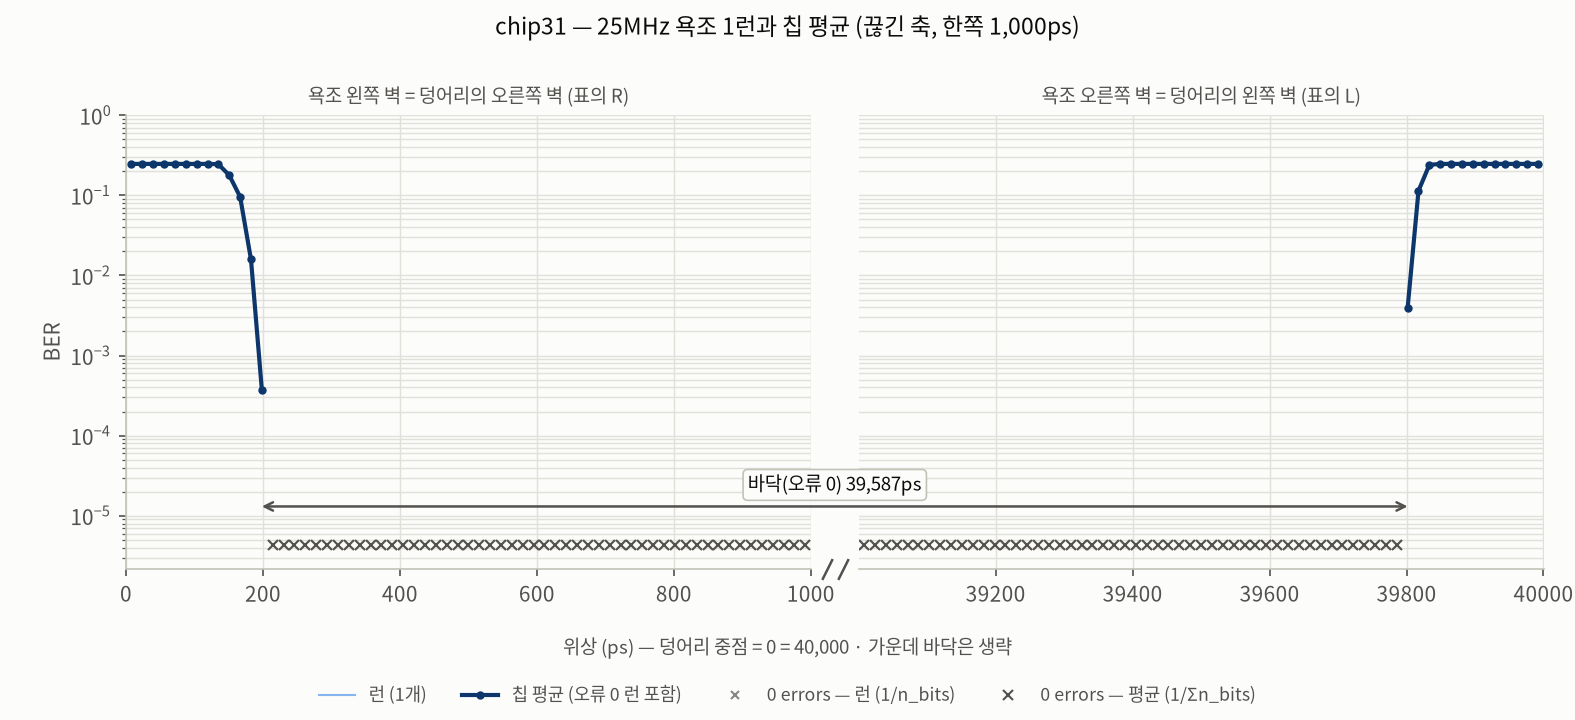 chip31 — 25MHz 욕조 1런과 칩 평균 (끊긴 축, 한쪽 1,000ps)
욕조 왼쪽 벽 = 덩어리의 오른쪽 벽 (표의 R)
욕조 오른쪽 벽 = 덩어리의 왼쪽 벽 (표의 L)
10⁰
10⁻¹
10⁻²
10⁻³
10⁻⁴
10⁻⁵
BER
바닥(오류 0) 39,587ps
0 200 400 600 800 1000 39200 39400 39600 39800 40000
위상 (ps) — 덩어리 중점 = 0 = 40,000 · 가운데 바닥은 생략
런 (1개) 칩 평균 (오류 0 런 포함) 0 errors — 런 (1/n_bits) 0 errors — 평균 (1/Σn_bits)